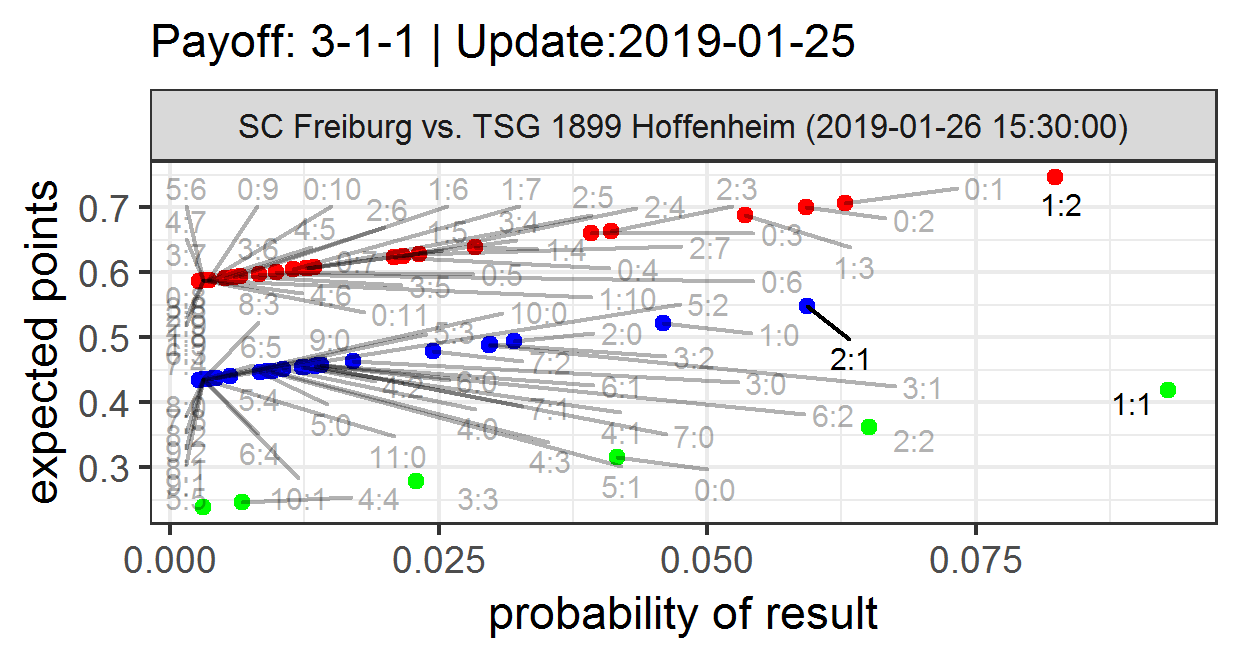 Payoff: 3-1-1 | Update:2019-01-25
SC Freiburg vs. TSG 1899 Hoffenheim (2019-01-26 15:30:00)
expected points
0.7
0.6
0.5
0.4
0.3
5:6 0:9 0:10 1:6 1:7 2:5 2:3 0:1
4:7 2:6 2:4 1:2
4:5 1:5 3:4 0:2
3:7 3:6 0:7 1:4 2:7 0:3 1:3
0:5 0:4 0:6
8:3 4:6 3:5 1:10
0:11 10:0 5:2
6:5 9:0 5:3 2:0 1:0 2:1
7:2 3:2
4:2 6:0 6:1 3:0 3:1
5:4 7:1 6:2 1:1
5:0 4:0 4:1 7:0 2:2
6:4 11:0 4:3
9:2
9:1 5:1 0:0
5:5 10:1 4:4 3:3
0.000 0.025 0.050 0.075
probability of result